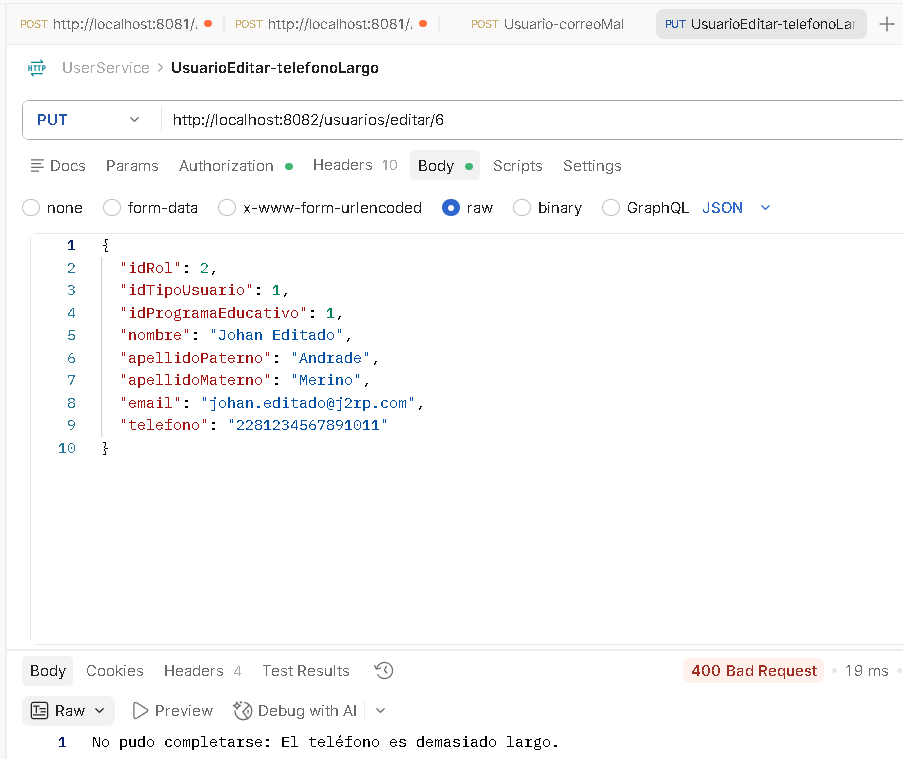 POST http://localhost:8081/. POST http://localhost:8081/. POST Usuario-correoMal PUT UsuarioEditar-telefonoLar
HTTP UserService > UsuarioEditar-telefonoLargo
PUT http://localhost:8082/usuarios/editar/6
Docs Params Authorization Headers 10 Body Scripts Settings
none form-data x-www-form-urlencoded raw binary GraphQL JSON
1 {
2 "idRol": 2,
3 "idTipoUsuario": 1,
4 "idProgramaEducativo": 1,
5 "nombre": "Johan Editado",
6 "apellidoPaterno": "Andrade",
7 "apellidoMaterno": "Merino",
8 "email": "johan.editado@j2rp.com",
9 "telefono": "2281234567891011"
10 }
Body Cookies Headers 4 Test Results 400 Bad Request 19 ms
Raw Preview Debug with AI
1 No pudo completarse: El teléfono es demasiado largo.